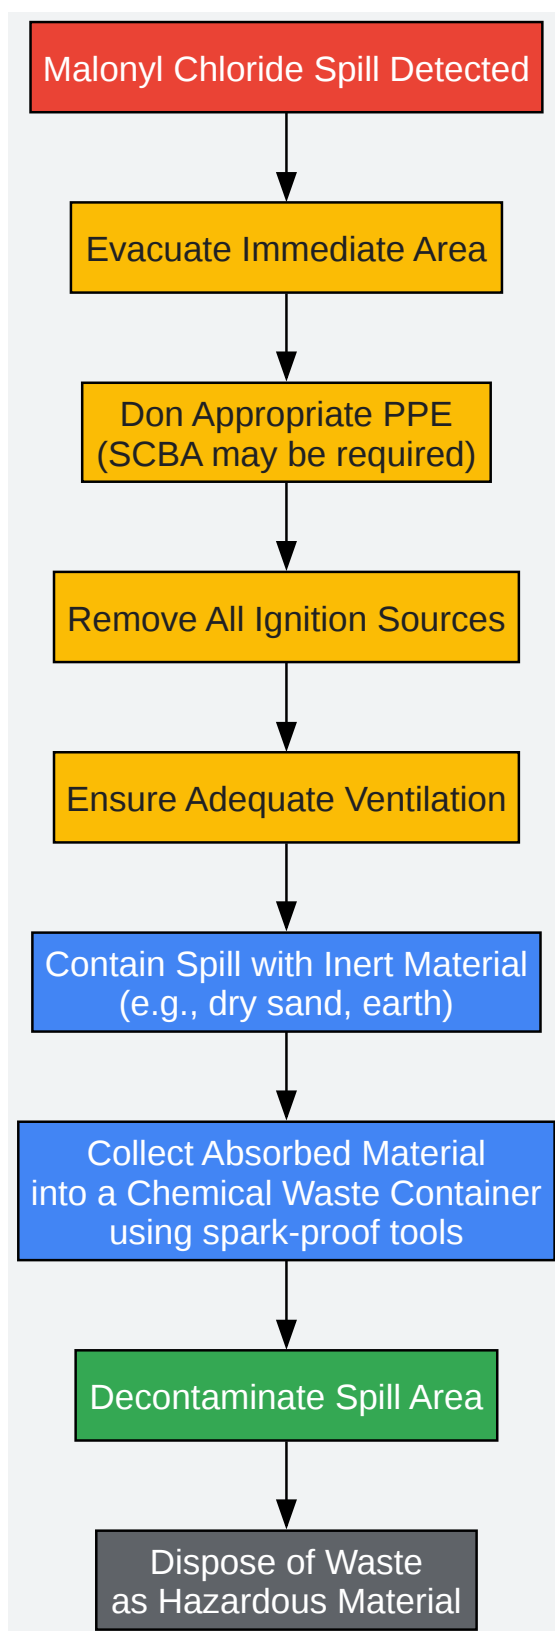 Malonyl Chloride Spill Detected
Evacuate Immediate Area
Don Appropriate PPE
(SCBA may be required)
Remove All Ignition Sources
Ensure Adequate Ventilation
Contain Spill with Inert Material
(e.g., dry sand, earth)
Collect Absorbed Material
into a Chemical Waste Container
using spark-proof tools
Decontaminate Spill Area
Dispose of Waste
as Hazardous Material